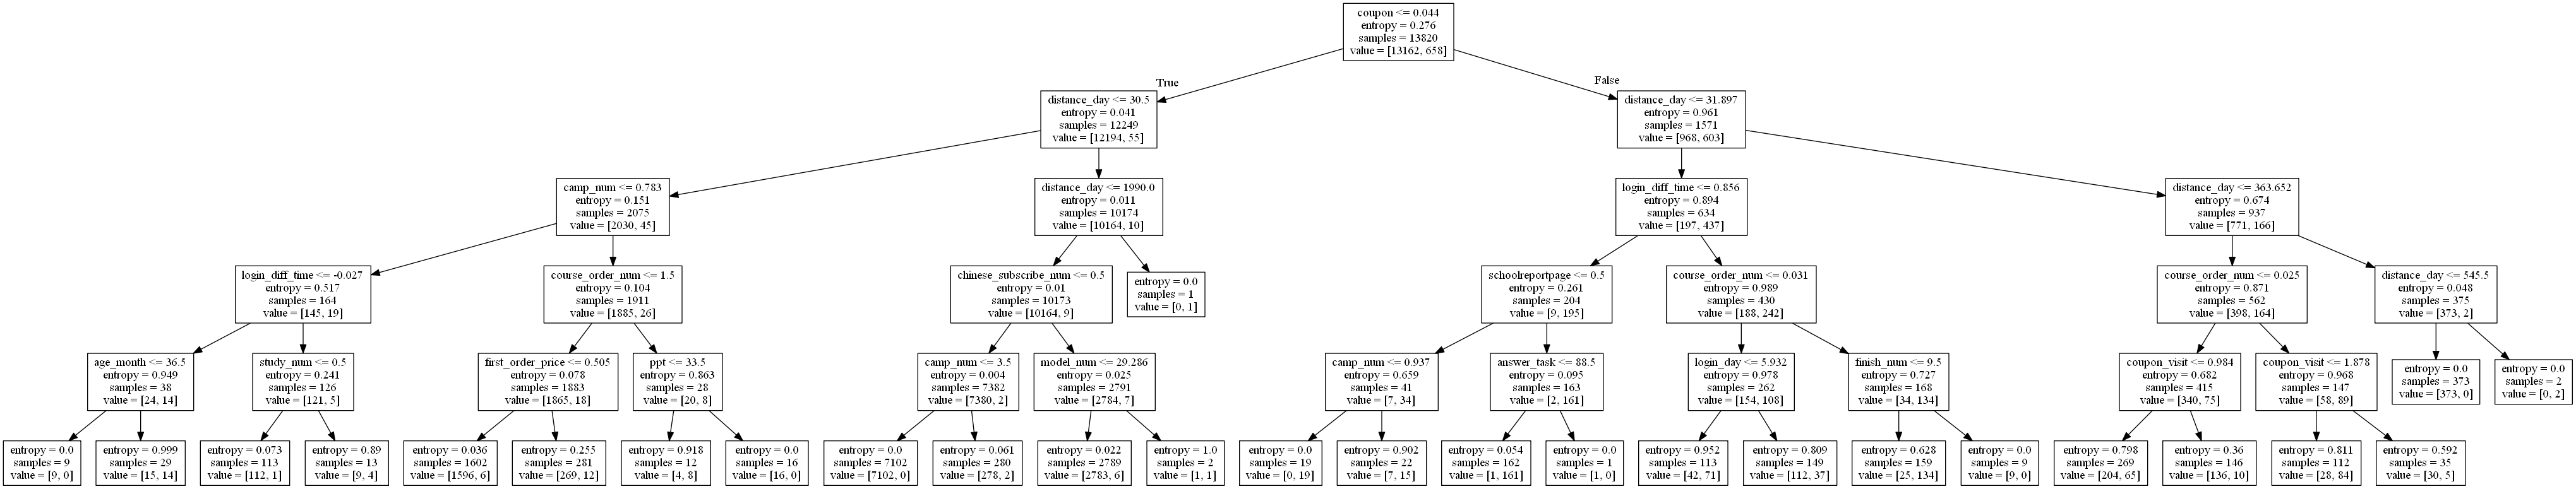 coupon <= 0.044
entropy = 0.276
samples = 13820
value = [13162, 658]
True
False
distance_day <= 30.5
entropy = 0.041
samples = 12249
value = [12194, 55]
distance_day <= 31.897
entropy = 0.961
samples = 1571
value = [968, 603]
camp_num <= 0.783
entropy = 0.151
samples = 2075
value = [2030, 45]
distance_day <= 1990.0
entropy = 0.011
samples = 10174
value = [10164, 10]
login_diff_time <= 0.856
entropy = 0.894
samples = 634
value = [197, 437]
distance_day <= 363.652
entropy = 0.674
samples = 937
value = [771, 166]
login_diff_time <= -0.027
entropy = 0.517
samples = 164
value = [145, 19]
course_order_num <= 1.5
entropy = 0.104
samples = 1911
value = [1885, 26]
chinese_subscribe_num <= 0.5
entropy = 0.01
samples = 10173
value = [10164, 9]
entropy = 0.0
samples = 1
value = [0, 1]
schoolreportpage <= 0.5
entropy = 0.261
samples = 204
value = [9, 195]
course_order_num <= 0.031
entropy = 0.989
samples = 430
value = [188, 242]
course_order_num <= 0.025
entropy = 0.871
samples = 562
value = [398, 164]
distance_day <= 545.5
entropy = 0.048
samples = 375
value = [373, 2]
age_month <= 36.5
entropy = 0.949
samples = 38
value = [24, 14]
study_num <= 0.5
entropy = 0.241
samples = 126
value = [121, 5]
first_order_price <= 0.505
entropy = 0.078
samples = 1883
value = [1865, 18]
ppt <= 33.5
entropy = 0.863
samples = 28
value = [20, 8]
camp_num <= 3.5
entropy = 0.004
samples = 7382
value = [7380, 2]
model_num <= 29.286
entropy = 0.025
samples = 2791
value = [2784, 7]
camp_num <= 0.937
entropy = 0.659
samples = 41
value = [7, 34]
answer_task <= 88.5
entropy = 0.095
samples = 163
value = [2, 161]
login_day <= 5.932
entropy = 0.978
samples = 262
value = [154, 108]
finish_num <= 9.5
entropy = 0.727
samples = 168
value = [34, 134]
coupon_visit <= 0.984
entropy = 0.682
samples = 415
value = [340, 75]
coupon_visit <= 1.878
entropy = 0.968
samples = 147
value = [58, 89]
entropy = 0.0
samples = 373
value = [373, 0]
entropy = 0.0
samples = 2
value = [0, 2]
entropy = 0.0
samples = 9
value = [9, 0]
entropy = 0.999
samples = 29
value = [15, 14]
entropy = 0.073
samples = 113
value = [112, 1]
entropy = 0.89
samples = 13
value = [9, 4]
entropy = 0.036
samples = 1602
value = [1596, 6]
entropy = 0.255
samples = 281
value = [269, 12]
entropy = 0.918
samples = 12
value = [4, 8]
entropy = 0.0
samples = 16
value = [16, 0]
entropy = 0.0
samples = 7102
value = [7102, 0]
entropy = 0.061
samples = 280
value = [278, 2]
entropy = 0.022
samples = 2789
value = [2783, 6]
entropy = 1.0
samples = 2
value = [1, 1]
entropy = 0.0
samples = 19
value = [0, 19]
entropy = 0.902
samples = 22
value = [7, 15]
entropy = 0.054
samples = 162
value = [1, 161]
entropy = 0.0
samples = 1
value = [1, 0]
entropy = 0.952
samples = 113
value = [42, 71]
entropy = 0.809
samples = 149
value = [112, 37]
entropy = 0.628
samples = 159
value = [25, 134]
entropy = 0.0
samples = 9
value = [9, 0]
entropy = 0.798
samples = 269
value = [204, 65]
entropy = 0.36
samples = 146
value = [136, 10]
entropy = 0.811
samples = 112
value = [28, 84]
entropy = 0.592
samples = 35
value = [30, 5]